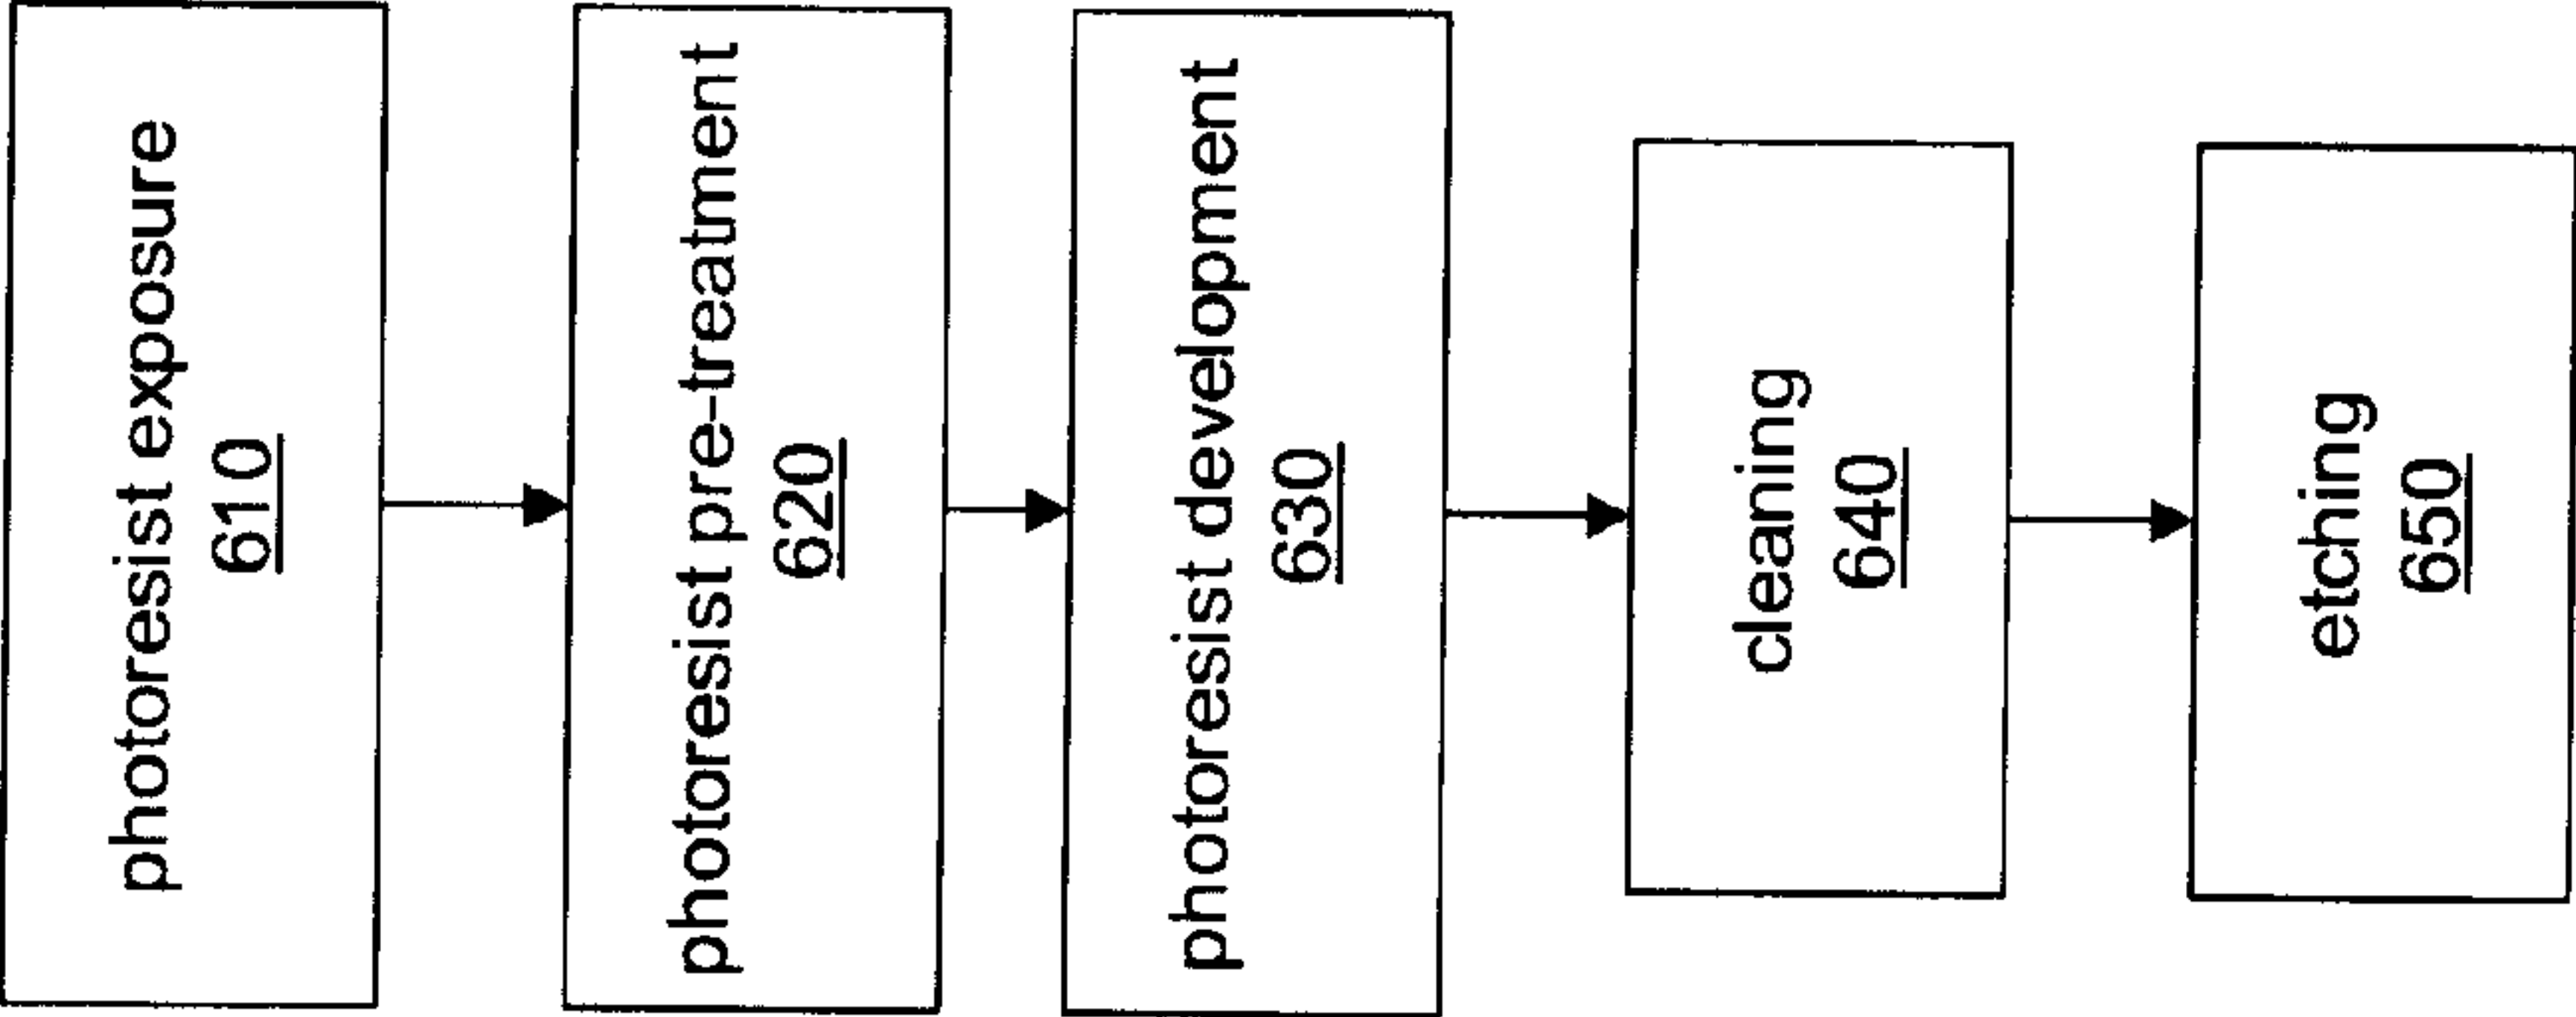 photoresist exposure
610
photoresist pre-treatment
620
photoresist development
630
cleaning
640
etching
650